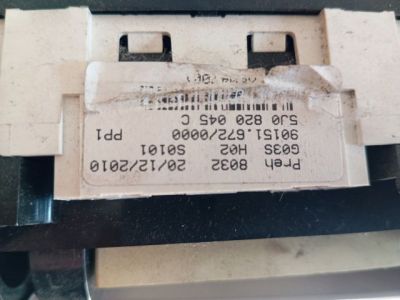 Preh 8032 20/12/2010
G03S H02 S0101
90151.672/0000 PP1
5J0 820 045 C